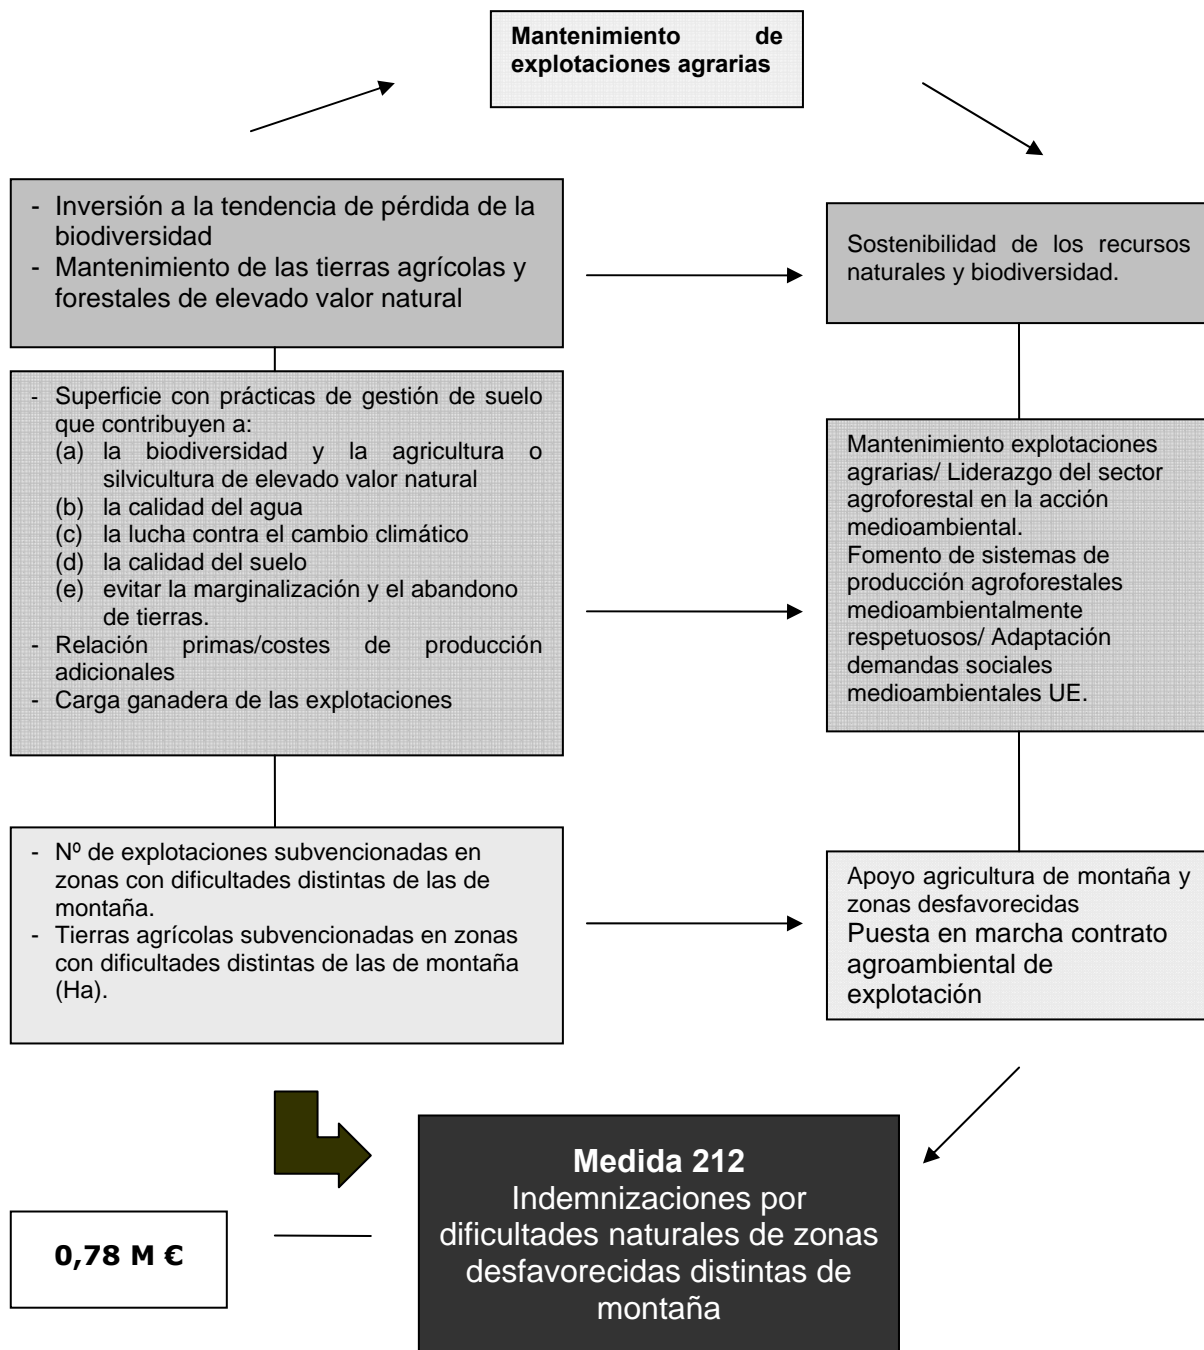 Mantenimiento de
explotaciones agrarias
- Inversión a la tendencia de pérdida de la
biodiversidad
- Mantenimiento de las tierras agrícolas y
forestales de elevado valor natural
Sostenibilidad de los recursos
naturales y biodiversidad.
- Superficie con prácticas de gestión de suelo
que contribuyen a:
(a) la biodiversidad y la agricultura o
silvicultura de elevado valor natural
(b) la calidad del agua
(c) la lucha contra el cambio climático
(d) la calidad del suelo
(e) evitar la marginalización y el abandono
de tierras.
- Relación primas/costes de producción
adicionales
- Carga ganadera de las explotaciones
Mantenimiento explotaciones
agrarias/ Liderazgo del sector
agroforestal en la acción
medioambiental.
Fomento de sistemas de
producción agroforestales
medioambientalmente
respetuosos/ Adaptación
demandas sociales
medioambientales UE.
- Nº de explotaciones subvencionadas en
zonas con dificultades distintas de las de
montaña.
- Tierras agrícolas subvencionadas en zonas
con dificultades distintas de las de montaña
(Ha).
Apoyo agricultura de montaña y
zonas desfavorecidas
Puesta en marcha contrato
agroambiental de
explotación
Medida 212
Indemnizaciones por
dificultades naturales de zonas
desfavorecidas distintas de
montaña
0,78 M €